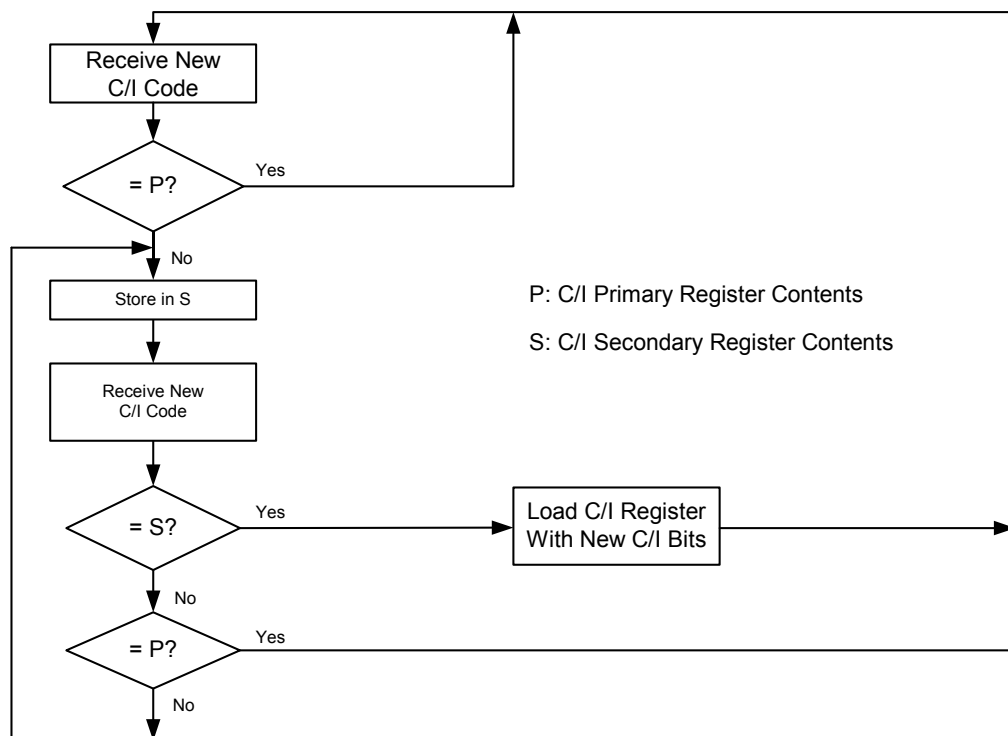 Receive New
C/I Code
= P?
Yes
No
Store in S
P: C/I Primary Register Contents
S: C/I Secondary Register Contents
Receive New
C/I Code
= S?
Yes
Load C/I Register
With New C/I Bits
No
= P?
Yes
No